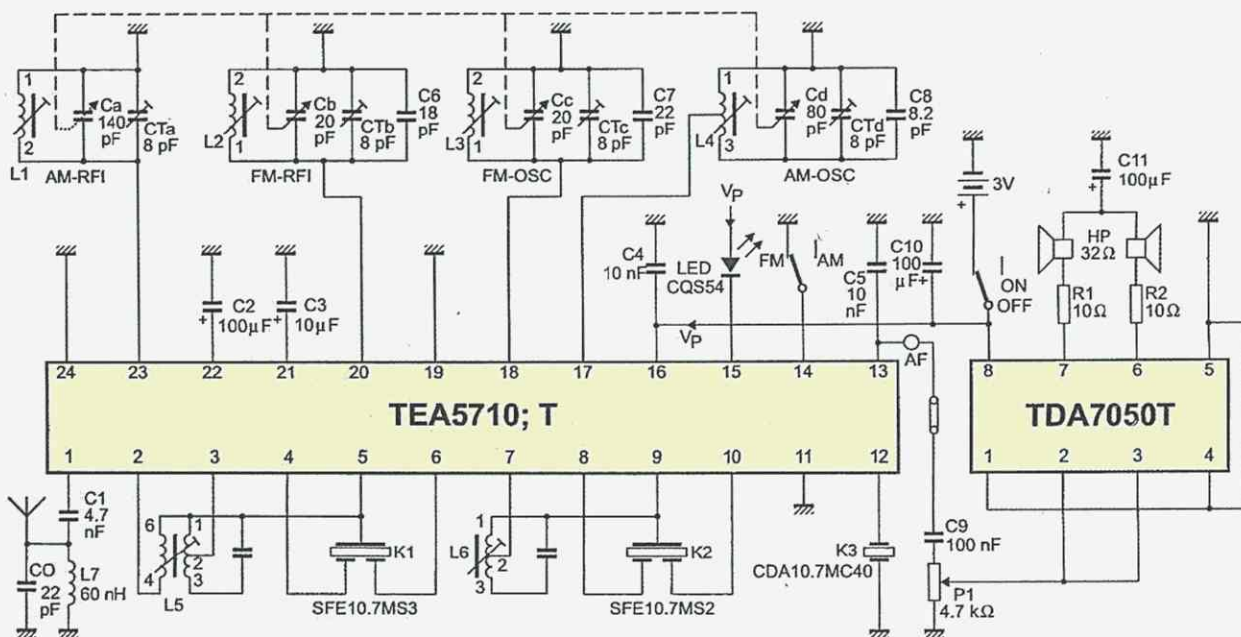 1
Ca
140
pF
CTa
8 pF
2
L1
AM-RFI
2
Cb
20
pF
CTb
8 pF
C6
18
pF
L2
1
FM-RFI
2
Cc
20
pF
CTc
8 pF
C7
22
pF
L3
1
FM-OSC
1
Cd
80
pF
CTd
8 pF
C8
8.2
pF
L4
3
AM-OSC
C2
100µF
+
C3
10µF
+
C4
10 nF
VP
LED
CQS54
FM
I
AM
C5
10
nF
C10
100
µF+
3V
+
I
ON
OFF
C11
100µF
+
HP
32Ω
R1
10Ω
R2
10Ω
VP
AF
24 23 22 21 20 19 18 17 16 15 14 13
TEA5710; T
1 2 3 4 5 6 7 8 9 10 11 12
8 7 6 5
TDA7050T
1 2 3 4
C1
4.7
nF
CO
22
pF
L7
60 nH
6
4
1
2
3
L5
K1
SFE10.7MS3
L6
1
2
3
K2
SFE10.7MS2
K3
CDA10.7MC40
C9
100 nF
P1
4.7 kΩ